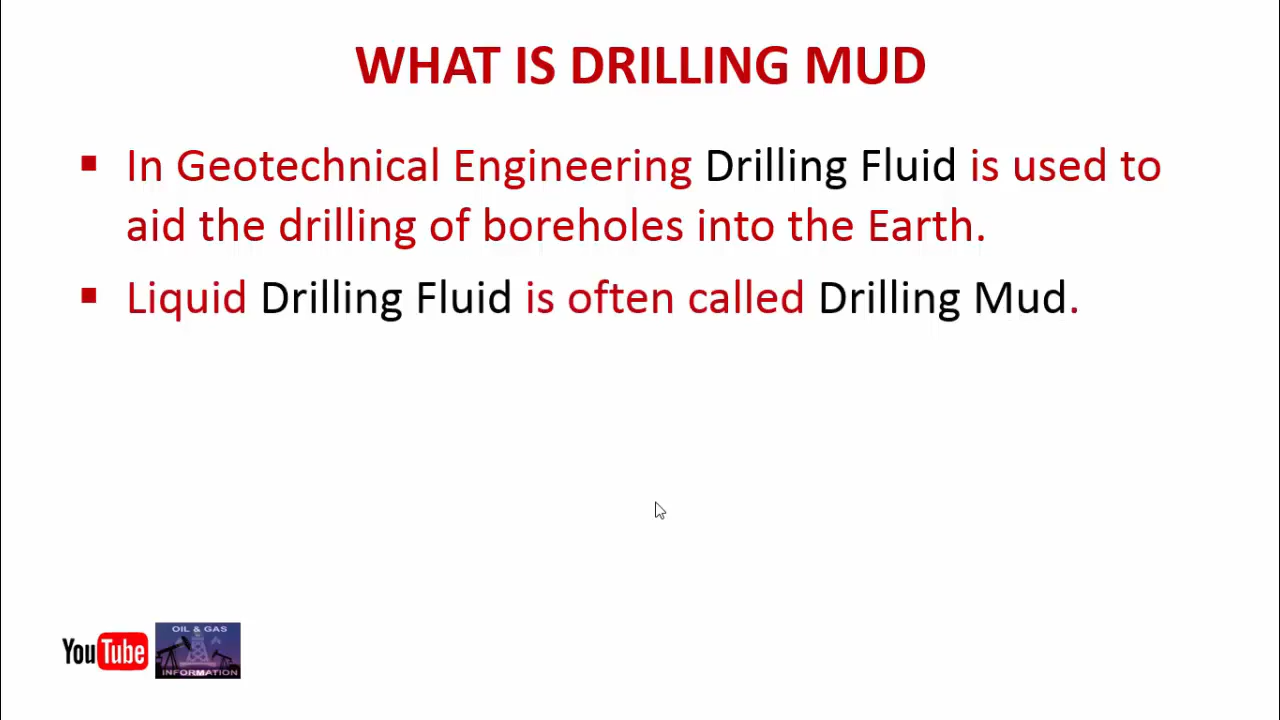 WHAT IS DRILLING MUD
In Geotechnical Engineering Drilling Fluid is used to
aid the drilling of boreholes into the Earth.
Liquid Drilling Fluid is often called Drilling Mud.
YouTube
OIL & GAS
INFORMATION